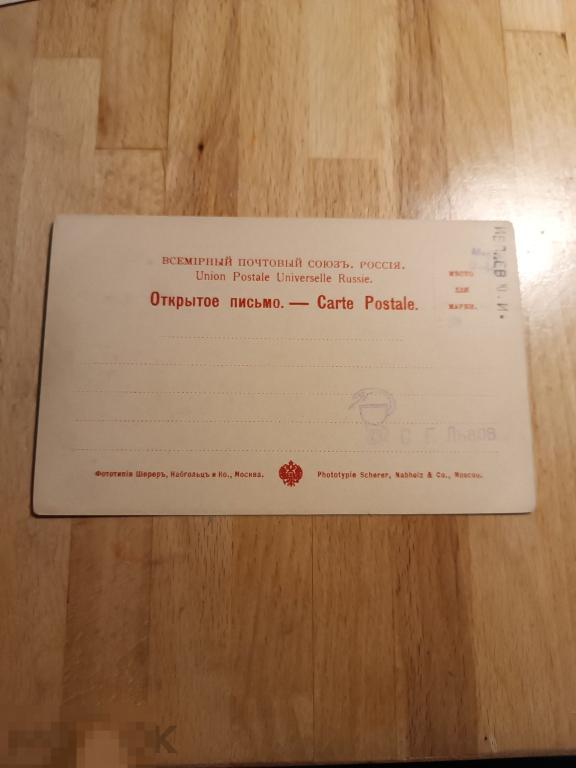 ВСЕМІРНЫЙ ПОЧТОВЫЙ СОЮЗЪ. РОССІЯ.
Union Postale Universelle Russie.
Открытое письмо. — Carte Postale.
МѢСТО
ДЛЯ
МАРКИ.
С Г Львов
Фототипія Шереръ, Набгольцъ и Ко., Москва.
Phototypie Scherer, Nabholz & Co., Moscou.